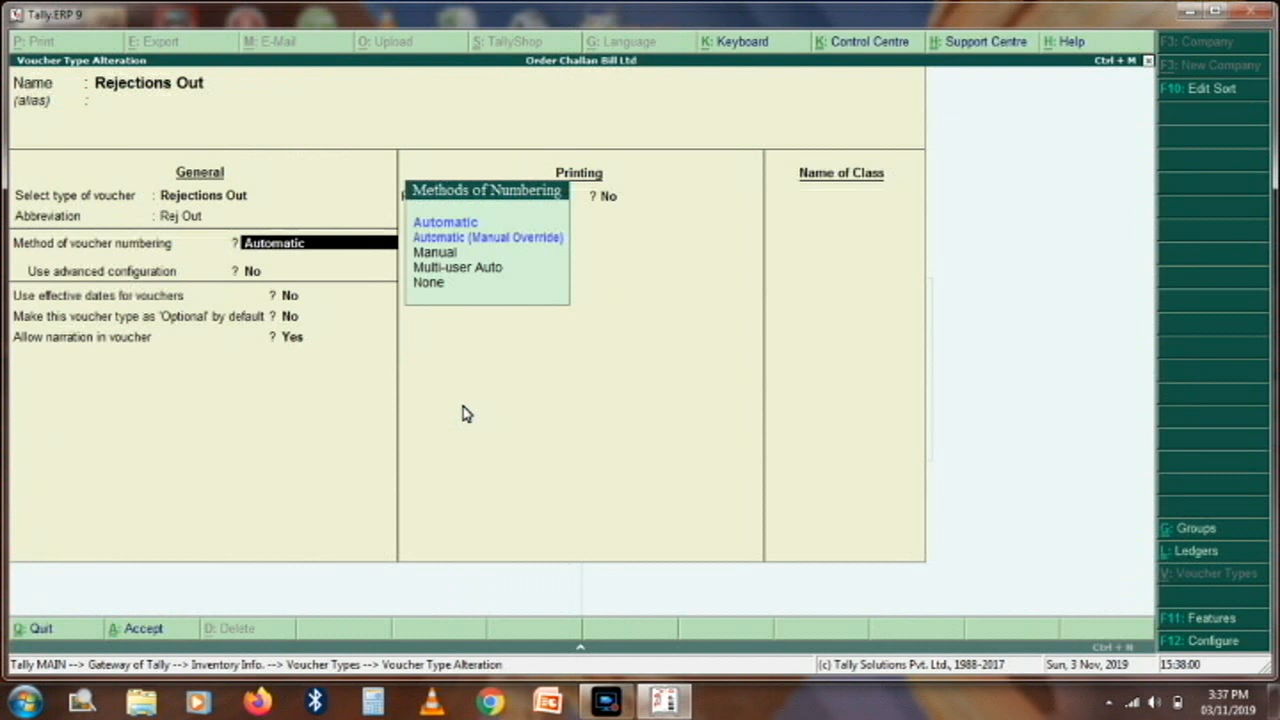 Tally.ERP 9
P: Print
E: Export
M: E-Mail
O: Upload
S: TallyShop
G: Language
K: Keyboard
K: Control Centre
H: Support Centre
H: Help
F3: Company
Voucher Type Alteration
Order Challan Bill Ltd
Ctrl + M
F3: New Company
Name : Rejections Out
(alias) :
F10: Edit Sort
General
Printing
Name of Class
Select type of voucher : Rejections Out
? No
Abbreviation : Rej Out
Method of voucher numbering ? Automatic
Use advanced configuration ? No
Use effective dates for vouchers ? No
Make this voucher type as 'Optional' by default ? No
Allow narration in voucher ? Yes
Methods of Numbering
Automatic
Automatic (Manual Override)
Manual
Multi-user Auto
None
G: Groups
L: Ledgers
V: Voucher Types
F11: Features
F12: Configure
Q: Quit
A: Accept
D: Delete
Ctrl + N
Tally MAIN --> Gateway of Tally --> Inventory Info. --> Voucher Types --> Voucher Type Alteration
(c) Tally Solutions Pvt. Ltd., 1988-2017
Sun, 3 Nov, 2019
15:38:00
3:37 PM
03/11/2019